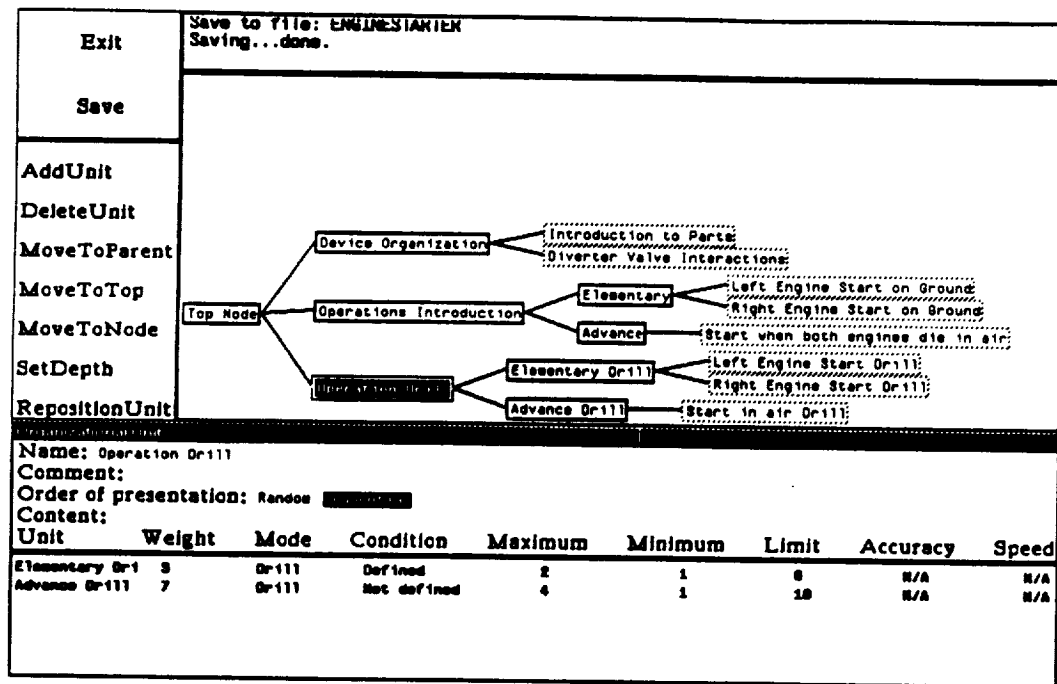 Exit
Save
Save to file: ENGINESTARTER
Saving...done.
AddUnit
DeleteUnit
MoveToParent
MoveToTop
MoveToNode
SetDepth
RepositionUnit
Top Node
Device Organization
Introduction to Parts
Diverter Valve Interactions
Operations Introduction
Elementary
Left Engine Start on Ground
Right Engine Start on Ground
Advance
Start when both engines die in air
Elementary Drill
Left Engine Start Drill
Right Engine Start Drill
Advance Drill
Start in air Drill
Name: Operation Drill
Comment:
Order of presentation: Random
Content:
Unit Weight Mode Condition Maximum Minimum Limit Accuracy Speed
Elementary Dri Drill Defined 2 1 N/A N/A
Advance Drill 7 Drill Not defined 4 1 10 N/A N/A